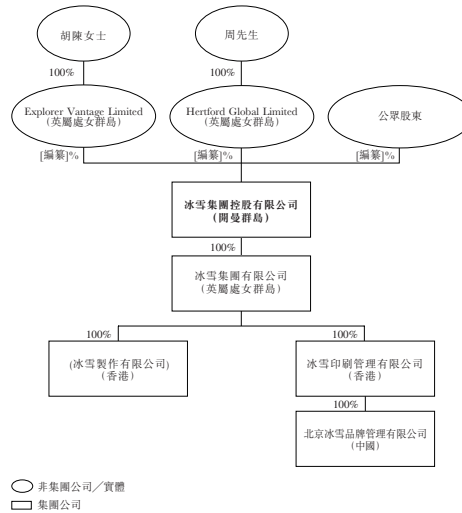 胡陳女士
周先生
100%
100%
Explorer Vantage Limited
(英屬處女群島)
Hertford Global Limited
(英屬處女群島)
公眾股東
[編纂]%
[編纂]%
[編纂]%
冰雪集團控股有限公司
(開曼群島)
100%
冰雪集團有限公司
(英屬處女群島)
100%
100%
(冰雪製作有限公司)
(香港)
冰雪印刷管理有限公司
(香港)
100%
北京冰雪品牌管理有限公司
(中國)
非集團公司╱實體
集團公司